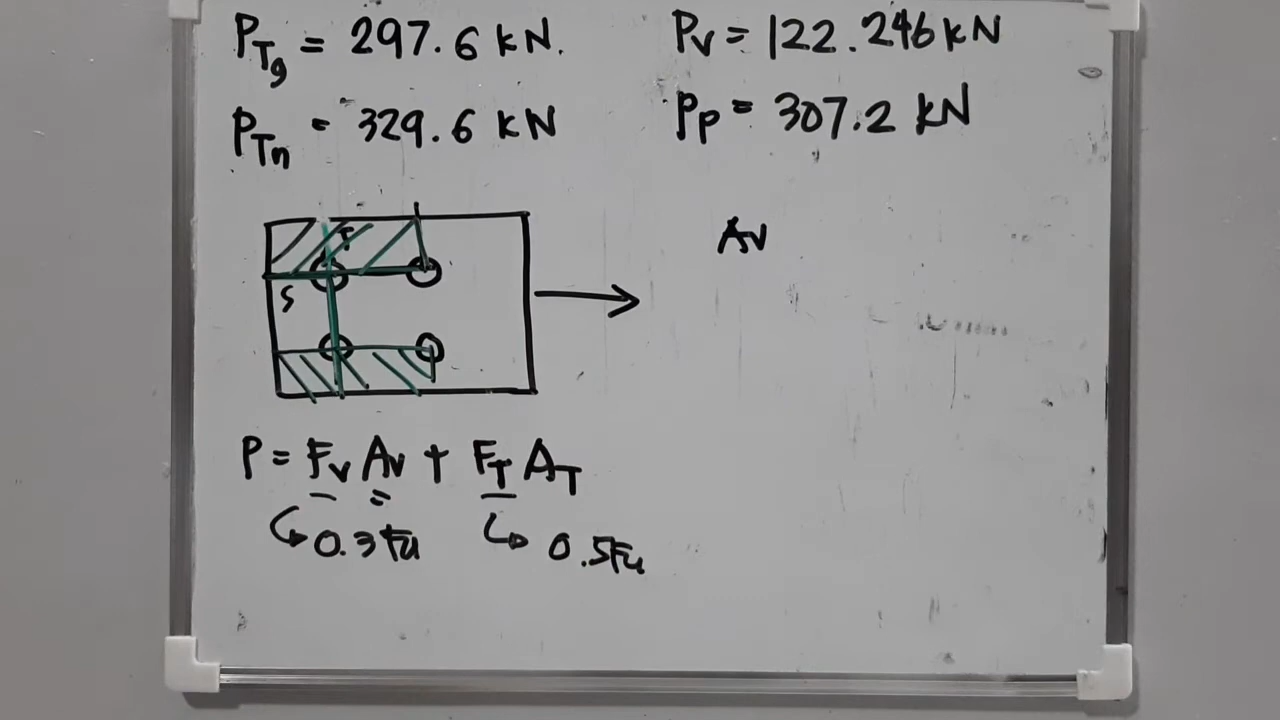 P_Tg = 297.6 kN.
P_v = 122.246 kN
P_Tn = 329.6 kN
P_p = 307.2 kN
T
S
A_v
P = F_v A_v + F_T A_T
0.3Fu
0.5Fu